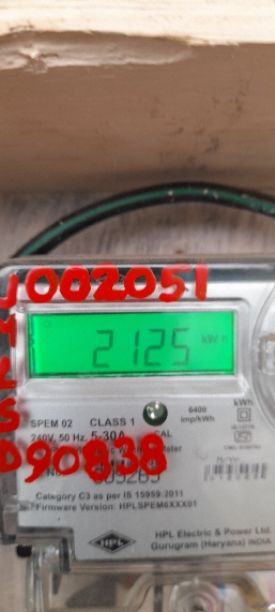 U002051
2125 kWh
SPEM 02 CLASS 1 6400 imp/kWh kWh
240V, 50 Hz, 5-30A
D90838
Category C3 as per IS 15959:2011
Firmware Version: HPLSPEM6XXX01
HPL HPL Electric & Power Ltd.
Gurugram (Haryana) INDIA